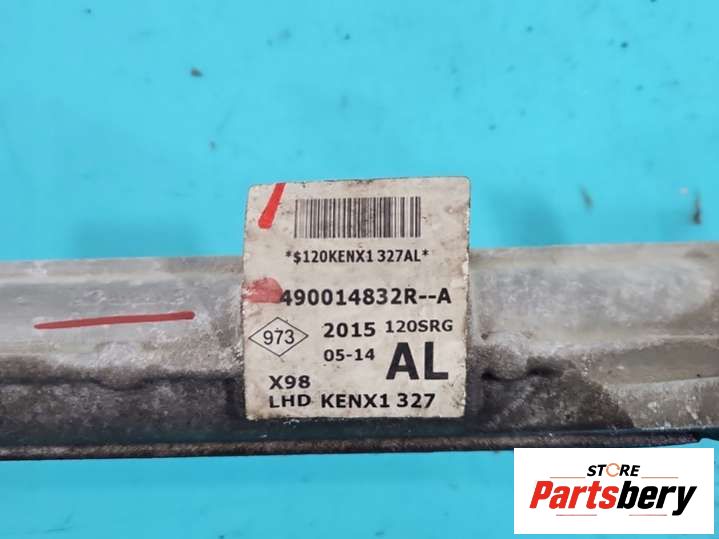 *$120KENX1 327AL*
490014832R--A
973 2015 120SRG
05-14 AL
X98
LHD KENX1 327
STORE
Partsbery